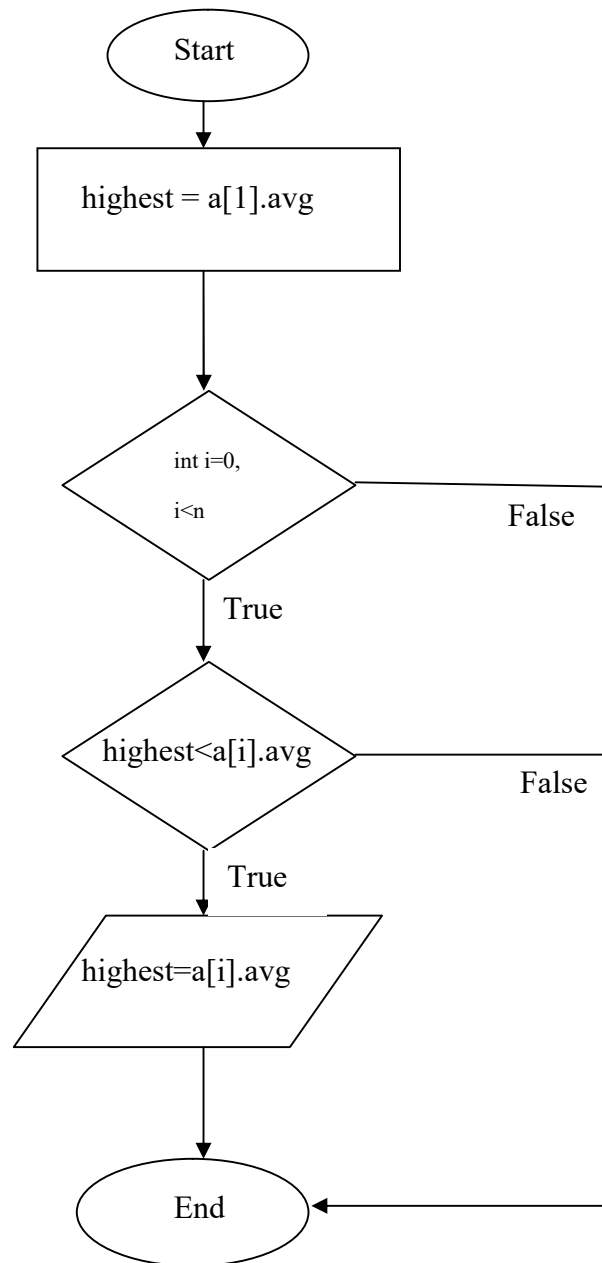 Start
highest = a[1].avg
int i=0,
i<n
False
True
highest<a[i].avg
False
True
highest=a[i].avg
End